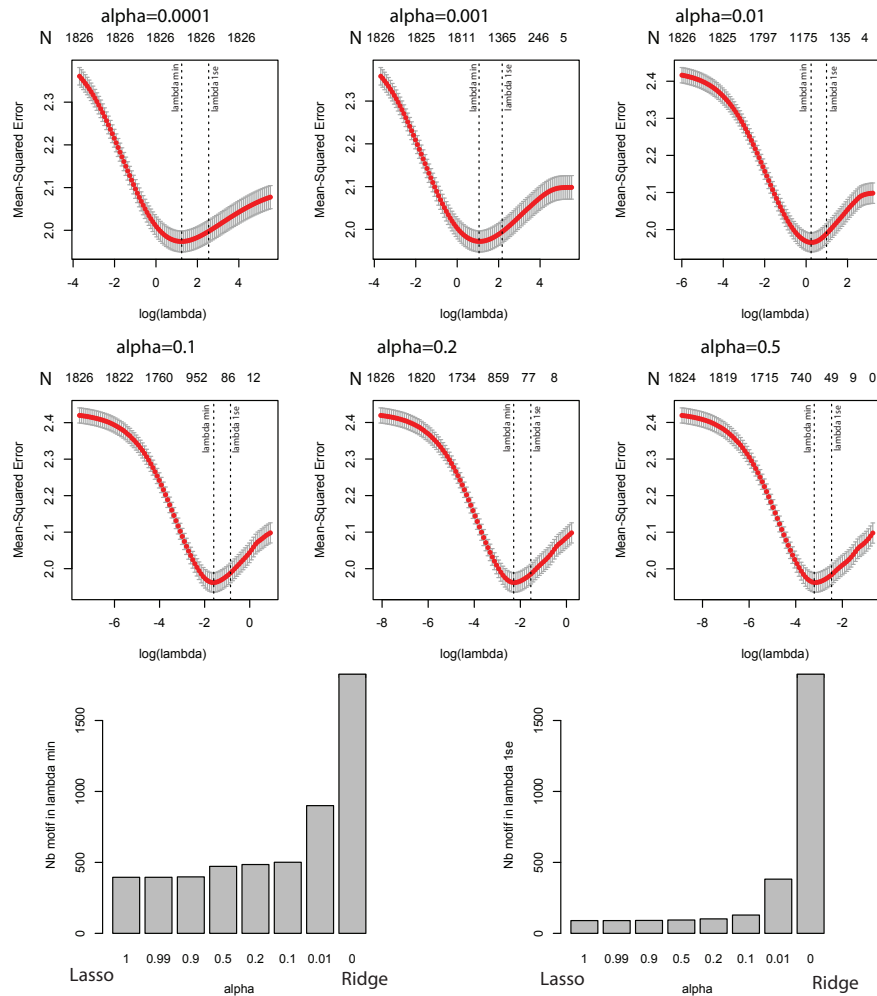 alpha=0.0001
N 1826 1826 1826 1826 1826
lambda min
lambda 1se
Mean-Squared Error
2.3
2.2
2.1
2.0
-4 -2 0 2 4
log(lambda)
alpha=0.001
1826 1825 1811 1365 246 5
lambda min
lambda 1se
Mean-Squared Error
2.3
2.2
2.1
2.0
-4 -2 0 2 4
log(lambda)
alpha=0.01
N 1826 1825 1797 1175 135 4
lambda min
lambda 1se
Mean-Squared Error
2.4
2.3
2.2
2.1
2.0
-6 -4 -2 0 2
log(lambda)
alpha=0.1
N 1826 1822 1760 952 86 12
lambda min
lambda 1se
Mean-Squared Error
2.4
2.3
2.2
2.1
2.0
-6 -4 -2 0
log(lambda)
alpha=0.2
N 1826 1820 1734 859 77 8
lambda min
lambda 1se
Mean-Squared Error
2.4
2.3
2.2
2.1
2.0
-8 -6 -4 -2 0
log(lambda)
alpha=0.5
N 1824 1819 1715 740 49 9 0
lambda min
lambda 1se
Mean-Squared Error
2.4
2.3
2.2
2.1
2.0
-8 -6 -4 -2
log(lambda)
Nb motif in lambda min
1500
1000
500
0
1 0.99 0.9 0.5 0.2 0.1 0.01 0
Lasso alpha Ridge
Nb motif in lambda 1se
1500
1000
500
0
1 0.99 0.9 0.5 0.2 0.1 0.01 0
Lasso alpha Ridge